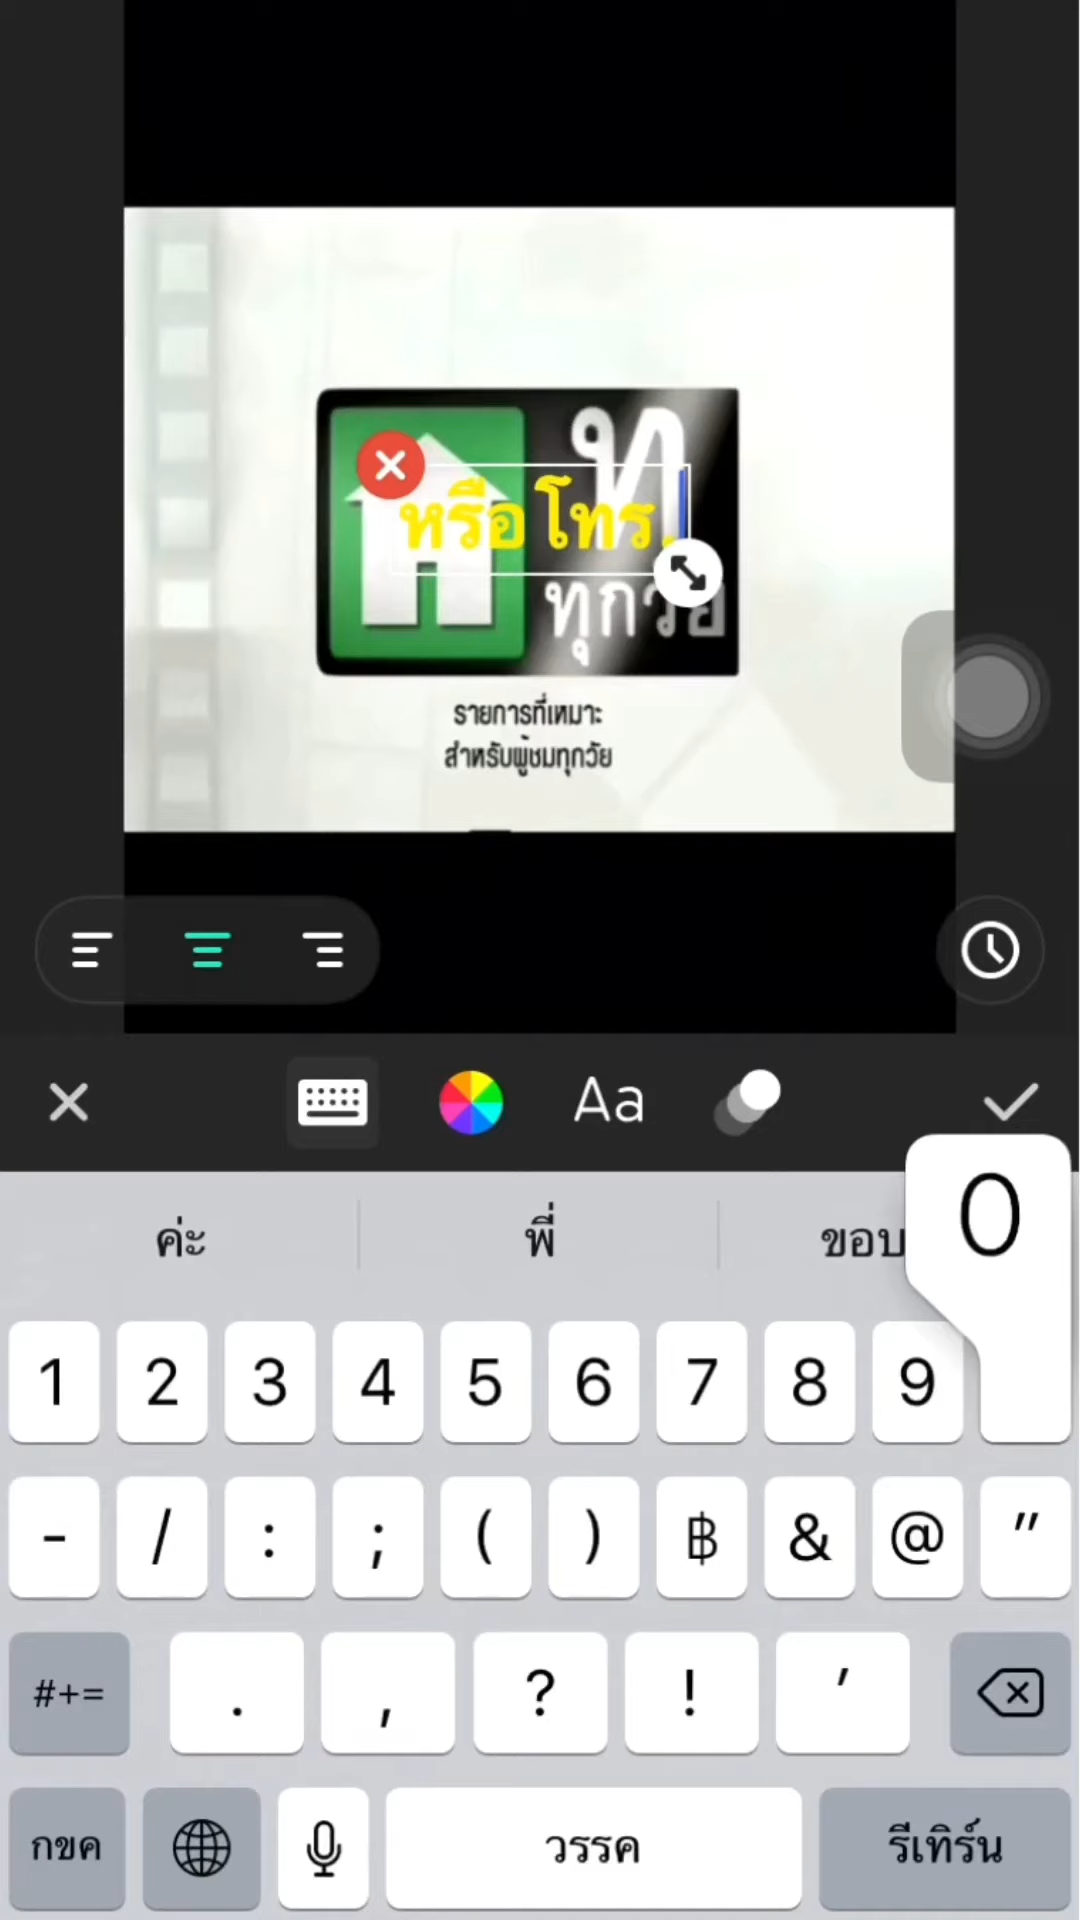 ท
หรือ โทร.
ทุกวัย
รายการที่เหมาะ
สำหรับผู้ชมทุกวัย
Aa
ค่ะ
พี่
ขอบ
0
1 2 3 4 5 6 7 8 9
- / : ; ( ) ฿ & @ "
#+= . , ? ! '
กขค วรรค รีเทิร์น